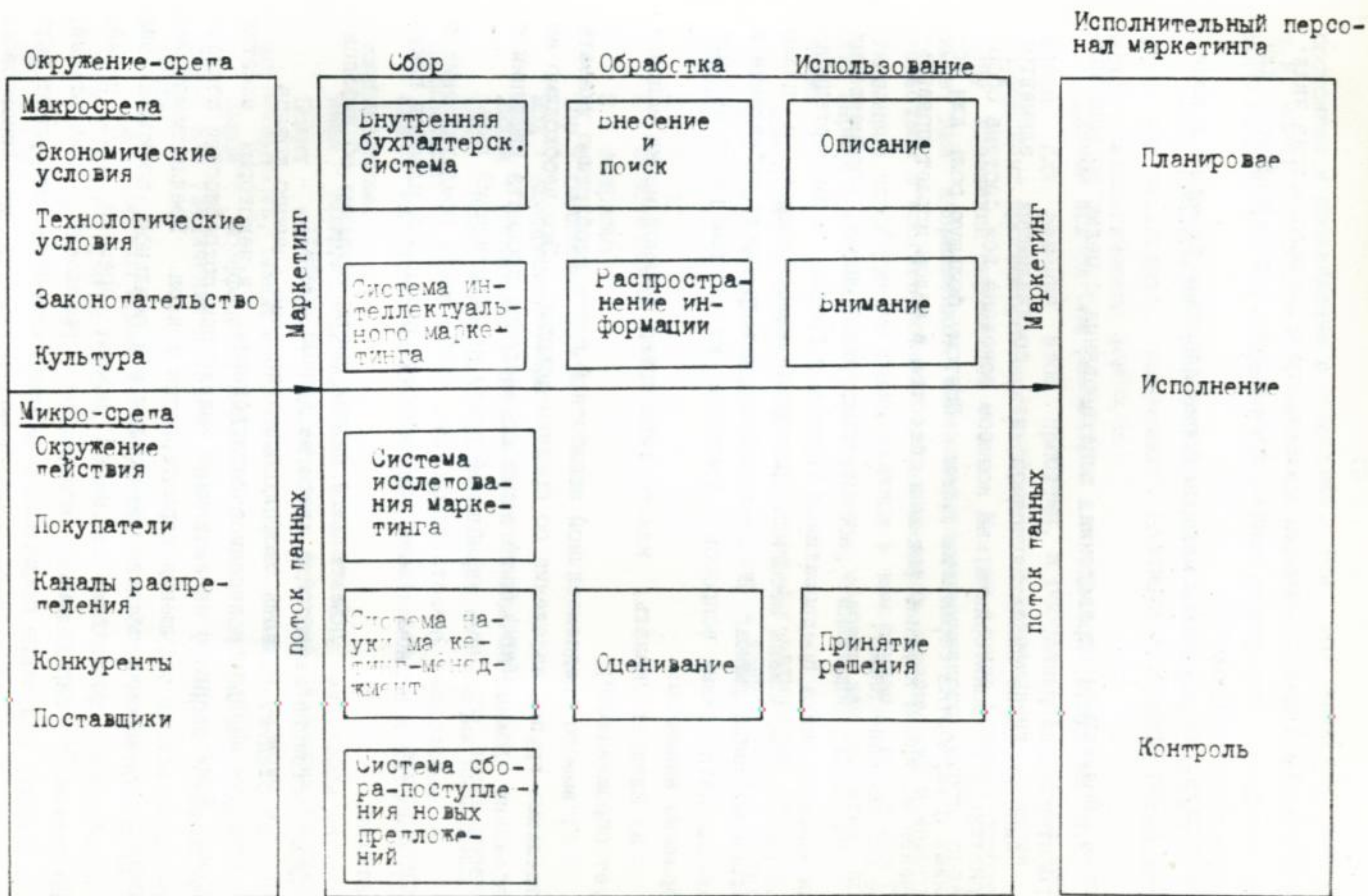 Исполнительный персо-
нал маркетинга
Окружение-среда
Сбор
Обработка
Использование
Макросреда
Экономические
условия
Технологические
условия
Законодательство
Культура
Микро-среда
Окружение
действия
Покупатели
Каналы распре-
деления
Конкуренты
Поставщики
Маркетинг
поток данных
Внутренняя
бухгалтерск.
система
Система ин-
теллектуаль-
ного марке-
тинга
Система
исследова-
ния марке-
тинга
Система на-
уки марке-
тинг-менед-
жмент
Система сбо-
ра-поступле-
ния новых
предложе-
ний
Внесение
и
поиск
Распростра-
нение ин-
формации
Оценивание
Описание
Внимание
Принятие
решения
Маркетинг
поток данных
Планировае
Исполнение
Контроль